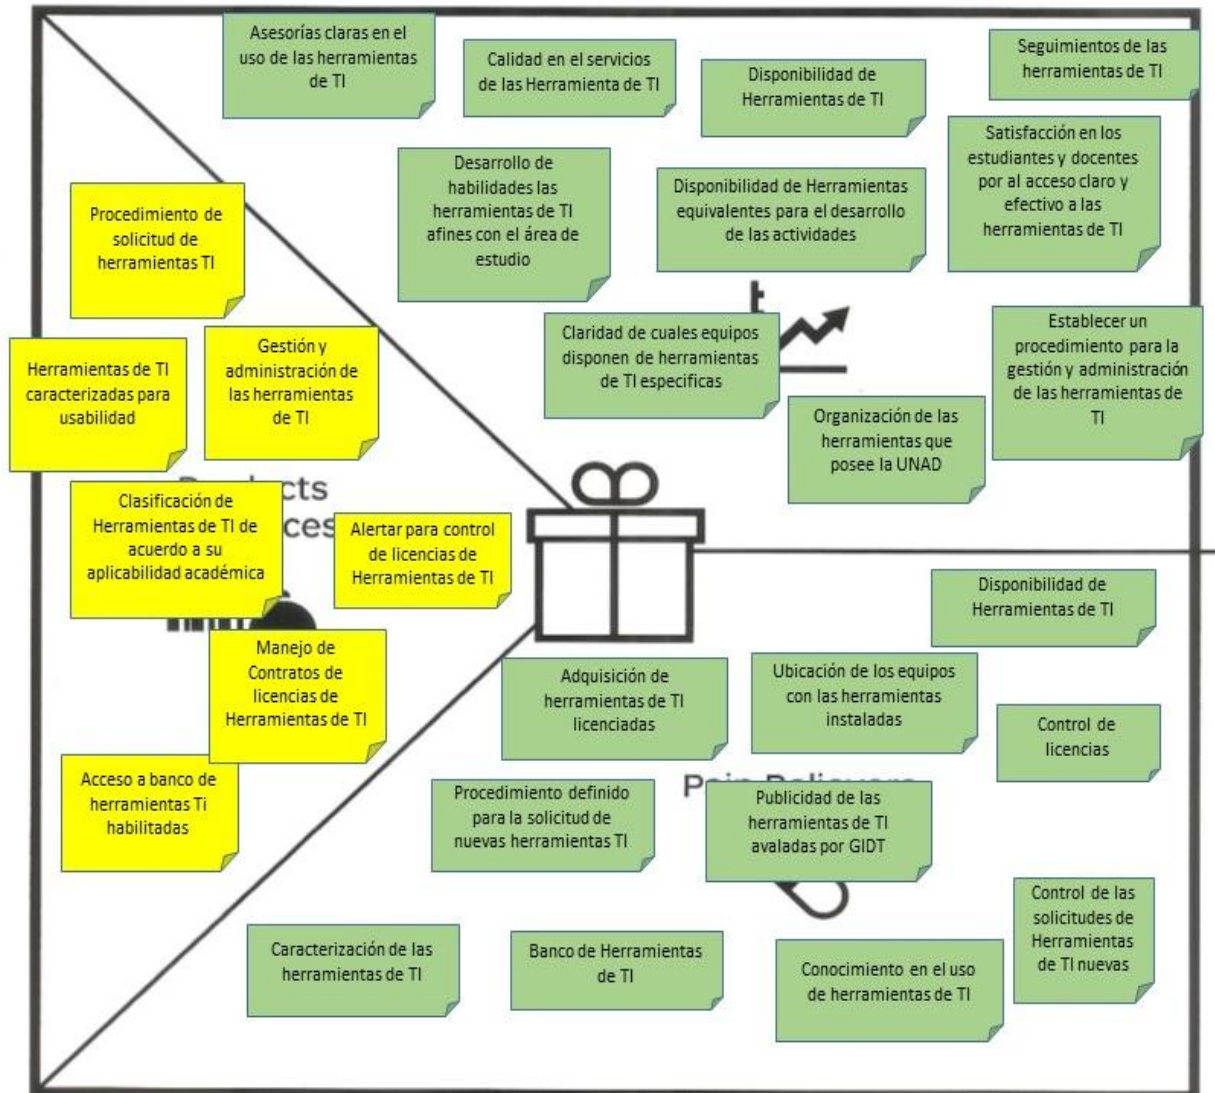 Asesorías claras en el
uso de las herramientas
de TI
Calidad en el servicios
de las Herramienta de TI
Disponibilidad de
Herramientas de TI
Seguimientos de las
herramientas de TI
Desarrollo de
habilidades las
herramientas de TI
afines con el área de
estudio
Disponibilidad de Herramientas
equivalentes para el desarrollo
de las actividades
Satisfacción en los
estudiantes y docentes
por al acceso claro y
efectivo a las
herramientas de TI
Claridad de cuales equipos
disponen de herramientas
de TI especificas
Organización de las
herramientas que
posee la UNAD
Establecer un
procedimiento para la
gestión y administración
de las herramientas de
TI
Procedimiento de
solicitud de
herramientas TI
Herramientas de TI
caracterizadas para
usabilidad
Gestión y
administración de
las herramientas
de TI
Clasificación de
Herramientas de TI de
acuerdo a su
aplicabilidad académica
Alertar para control
de licencias de
Herramientas de TI
Manejo de
Contratos de
licencias de
Herramientas de TI
Acceso a banco de
herramientas Ti
habilitadas
Disponibilidad de
Herramientas de TI
Adquisición de
herramientas de TI
licenciadas
Ubicación de los equipos
con las herramientas
instaladas
Control de
licencias
Procedimiento definido
para la solicitud de
nuevas herramientas TI
Publicidad de las
herramientas de TI
avaladas por GIDT
Control de las
solicitudes de
Herramientas
de TI nuevas
Caracterización de las
herramientas de TI
Banco de Herramientas
de TI
Conocimiento en el uso
de herramientas de TI